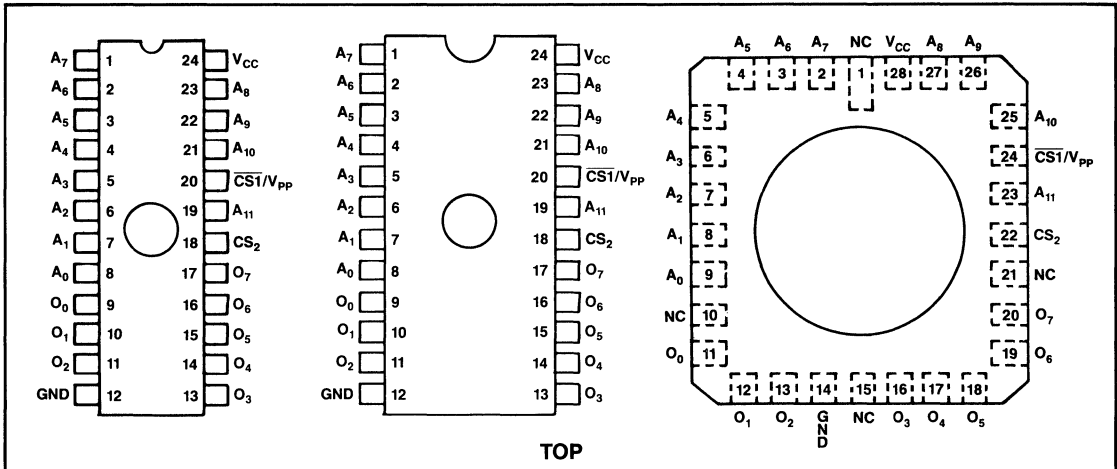 A7 1 24 VCC
A6 2 23 A8
A5 3 22 A9
A4 4 21 A10
A3 5 20 C̅S̅1̅/VPP
A2 6 19 A11
A1 7 18 CS2
A0 8 17 O7
O0 9 16 O6
O1 10 15 O5
O2 11 14 O4
GND 12 13 O3
A7 1 24 VCC
A6 2 23 A8
A5 3 22 A9
A4 4 21 A10
A3 5 20 C̅S̅1̅/VPP
A2 6 19 A11
A1 7 18 CS2
A0 8 17 O7
O0 9 16 O6
O1 10 15 O5
O2 11 14 O4
GND 12 13 O3
A5 A6 A7 NC VCC A8 A9
4 3 2 1 28 27 26
A4 5 25 A10
A3 6 24 C̅S̅1̅/VPP
A2 7 23 A11
A1 8 22 CS2
A0 9 21 NC
NC 10 20 O7
O0 11 19 O6
12 13 14 15 16 17 18
O1 O2 GND NC O3 O4 O5
TOP